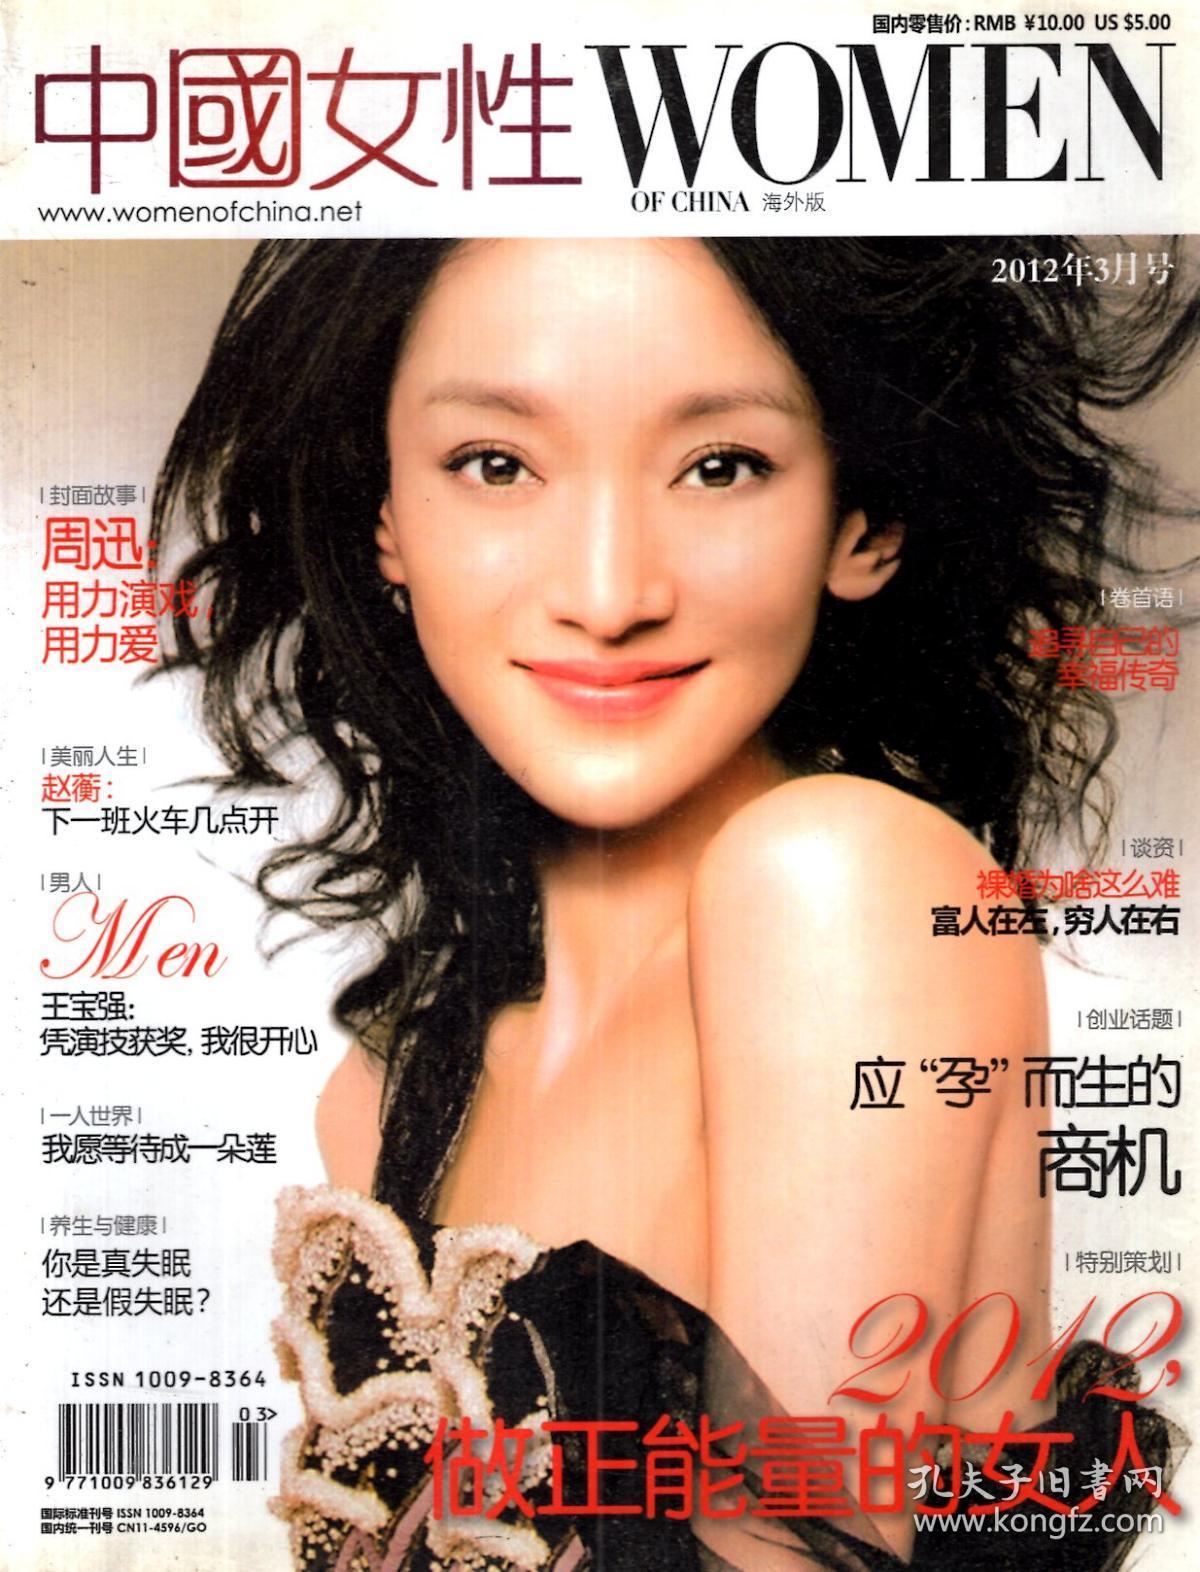 国内零售价：RMB ¥10.00 US $5.00
中國女性 WOMEN
OF CHINA 海外版
www.womenofchina.net
2012年3月号
|封面故事|
周迅：
用力演戏，
用力爱
|卷首语|
追寻自己的
幸福传奇
|美丽人生|
赵蘅：
下一班火车几点开
|谈资|
裸婚为啥这么难
富人在左，穷人在右
|男人|
Men
王宝强：
凭演技获奖，我很开心
|创业话题|
应“孕”而生的
商机
|一人世界|
我愿等待成一朵莲
|养生与健康|
你是真失眠
还是假失眠？
|特别策划|
2012，
做正能量的女人
ISSN 1009-8364
03>
9 771009 836129
国际标准刊号 ISSN 1009-8364
国内统一刊号 CN11-4596/GO
孔夫子旧書网
www.kongfz.com